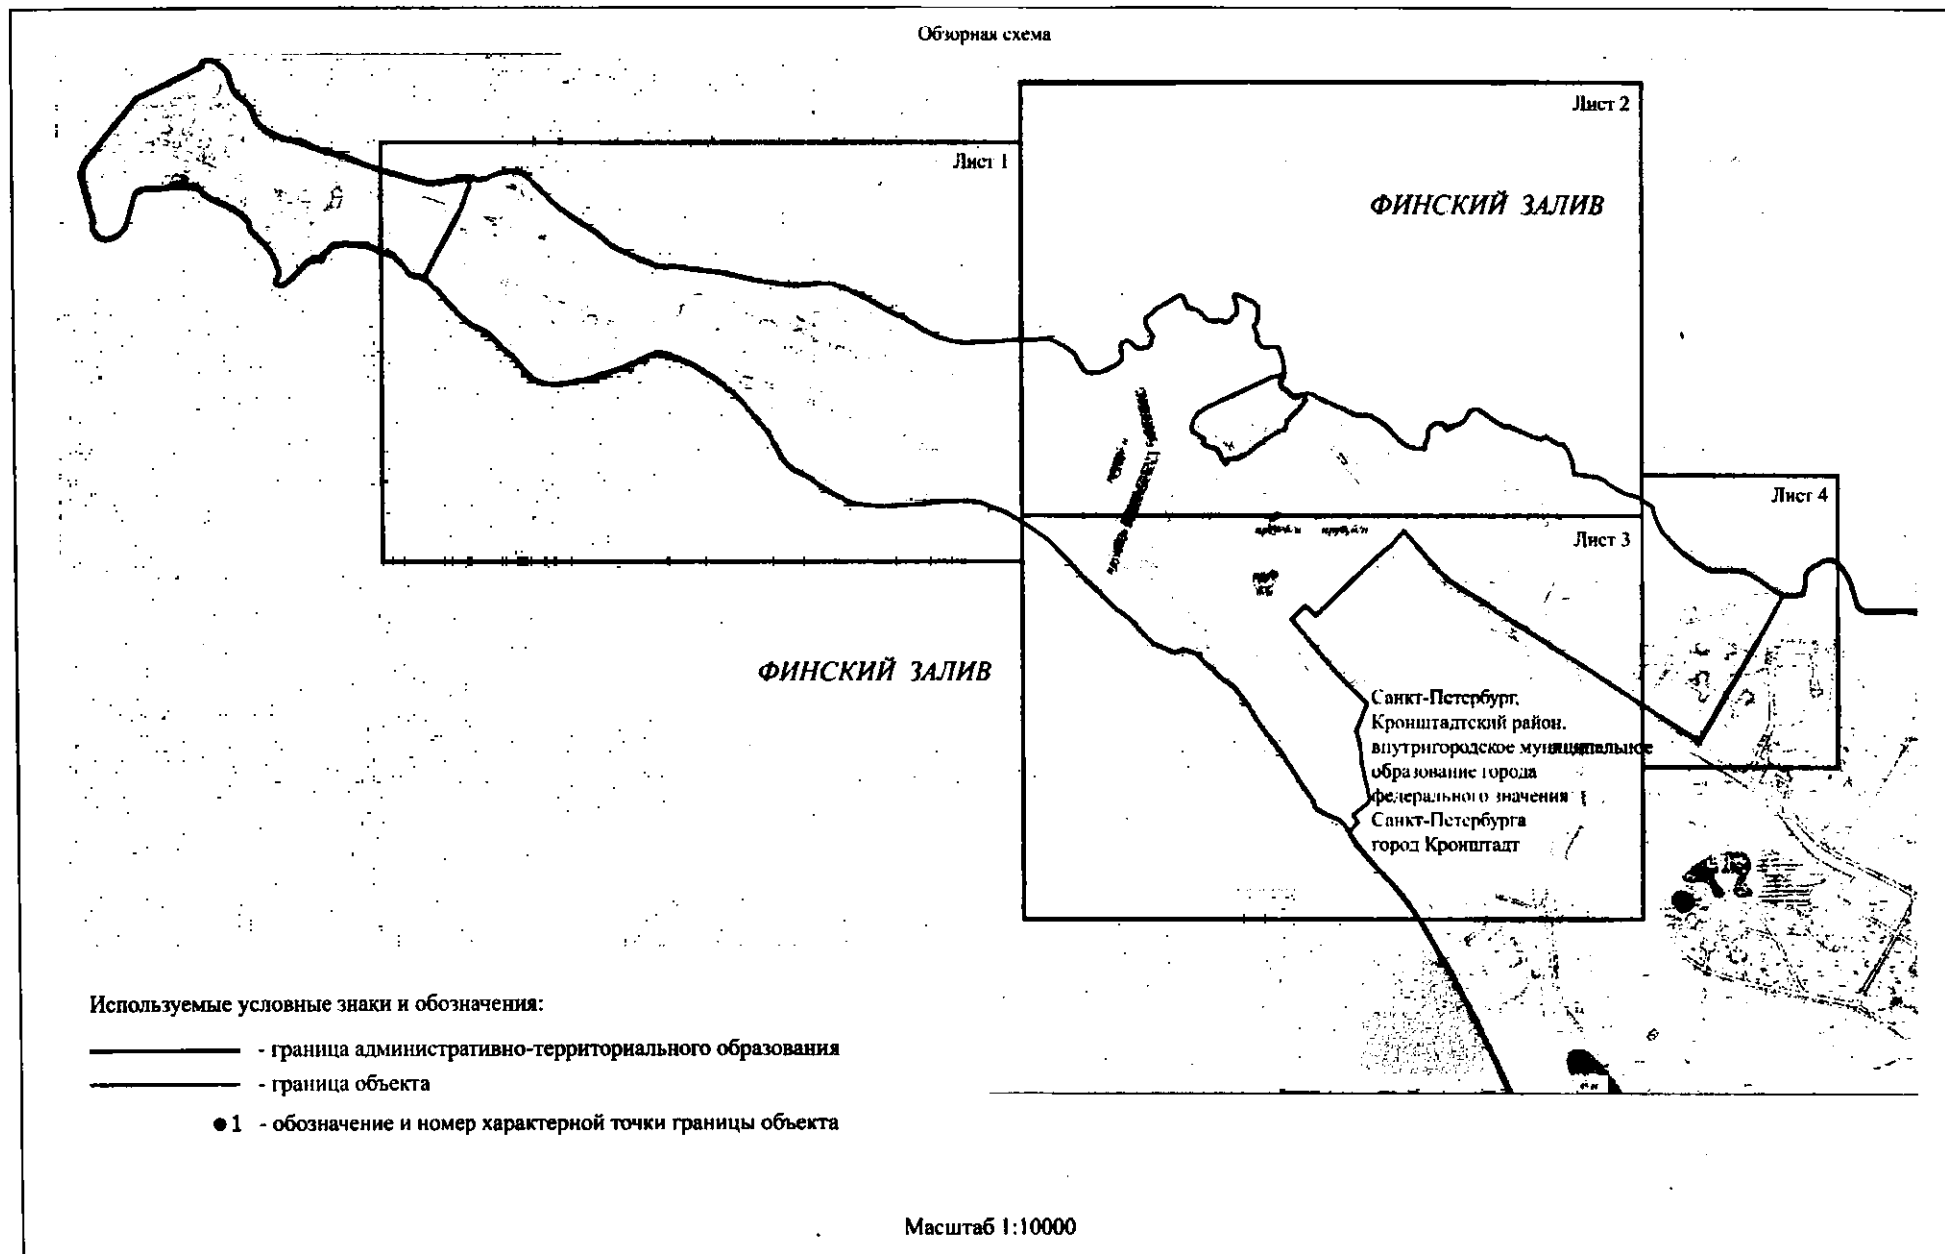 Обзорная схема
Лист 2
Лист 1
ФИНСКИЙ ЗАЛИВ
Лист 4
Лист 3
ФИНСКИЙ ЗАЛИВ
Санкт-Петербург,
Кронштадтский район,
внутригородское муниципальное
образование города
федерального значения
Санкт-Петербурга
город Кронштадт
Используемые условные знаки и обозначения:
- граница административно-территориального образования
- граница объекта
1 - обозначение и номер характерной точки границы объекта
Масштаб 1:10000